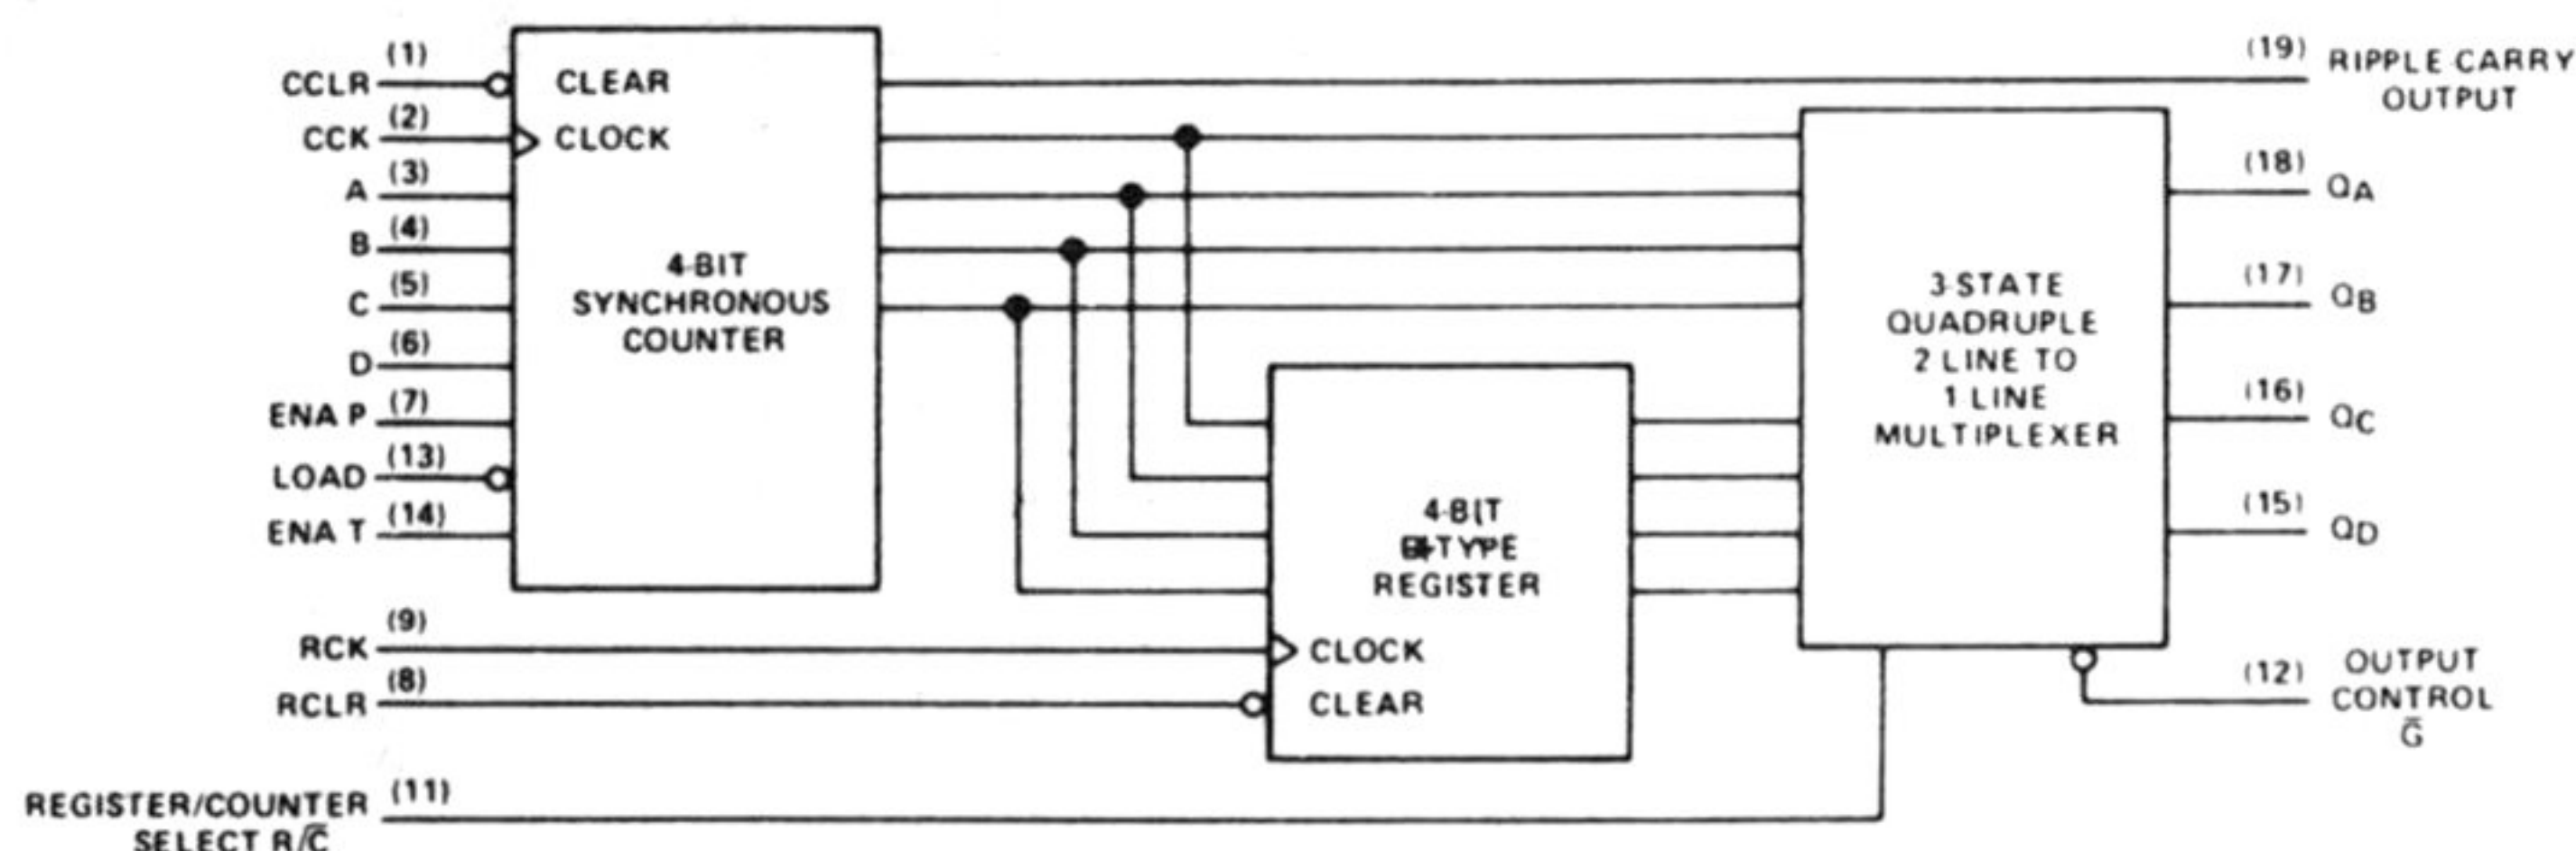 CCLR (1)
CCK (2)
A (3)
B (4)
C (5)
D (6)
ENA P (7)
LOAD (13)
ENA T (14)
CLEAR
CLOCK
4-BIT
SYNCHRONOUS
COUNTER
RCK (9)
RCLR (8)
REGISTER/COUNTER (11)
SELECT R/C̅
4-BIT
TYPE
REGISTER
CLOCK
CLEAR
3-STATE
QUADRUPLE
2 LINE TO
1 LINE
MULTIPLEXER
(19) RIPPLE CARRY
OUTPUT
(18) QA
(17) QB
(16) QC
(15) QD
(12) OUTPUT
CONTROL
G̅